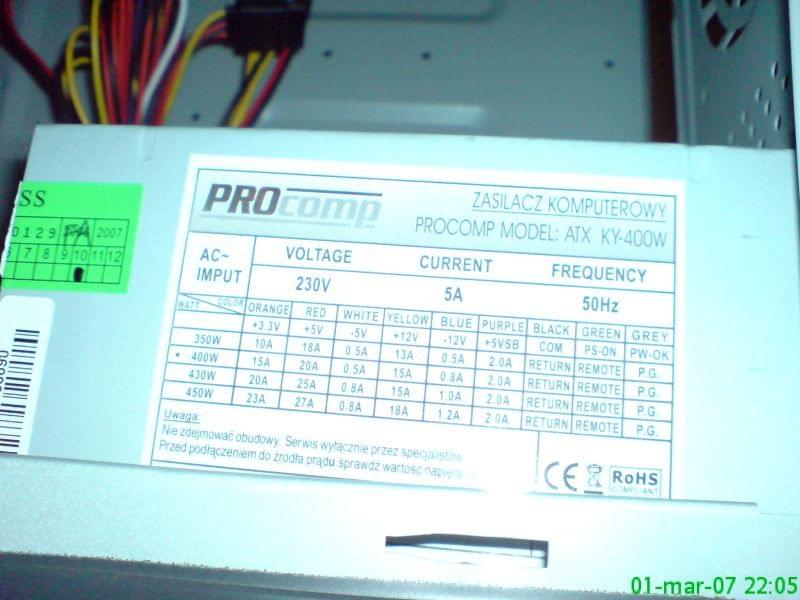 SS
0 1 2 9 2007
7 8 9 10 11 12
PROcomp
ZASILACZ KOMPUTEROWY
PROCOMP MODEL: ATX KY-400W
AC~ IMPUT
VOLTAGE CURRENT FREQUENCY
230V 5A 50Hz
WATT COLOR ORANGE RED WHITE YELLOW BLUE PURPLE BLACK GREEN GREY
+3.3V +5V -5V +12V -12V +5VSB COM PS-ON PW-OK
350W 10A 18A 0.5A 13A 0.5A 2.0A RETURN REMOTE P.G.
• 400W 15A 20A 0.5A 15A 0.8A 2.0A RETURN REMOTE P.G.
430W 20A 25A 0.8A 15A 1.0A 2.0A RETURN REMOTE P.G.
450W 23A 27A 0.8A 18A 1.2A 2.0A RETURN REMOTE P.G.
Uwaga:
Nie zdejmować obudowy. Serwis wyłącznie przez specjalistów
Przed podłączeniem do źródła prądu sprawdź wartosc
CE RoHS
COMPLIANT
01-mar-07 22:05